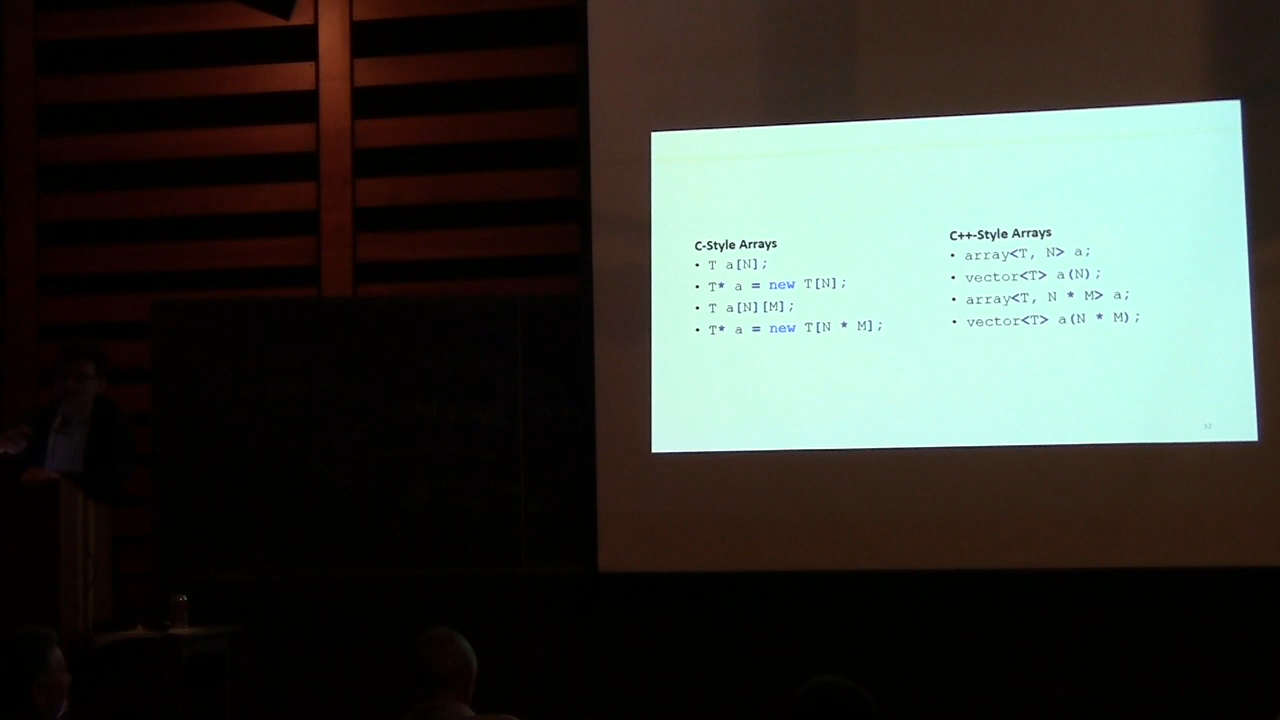 C-Style Arrays
• T a[N];
• T* a = new T[N];
• T a[N][M];
• T* a = new T[N * M];
C++-Style Arrays
• array<T, N> a;
• vector<T> a(N);
• array<T, N * M> a;
• vector<T> a(N * M);